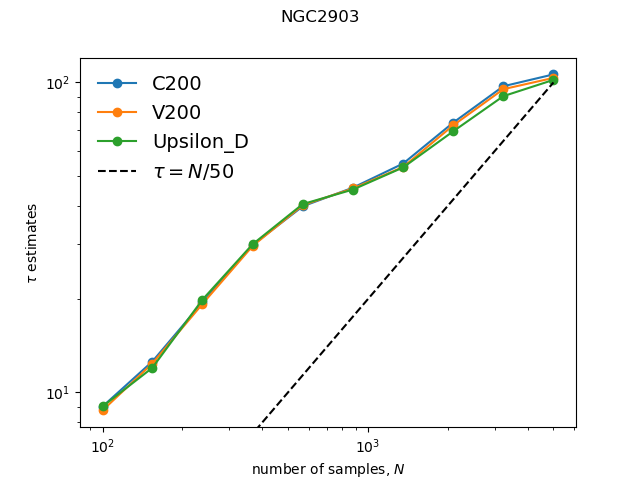 NGC2903
C200
V200
Upsilon_D
τ = N/50
τ estimates
10²
10¹
10²
10³
number of samples, N